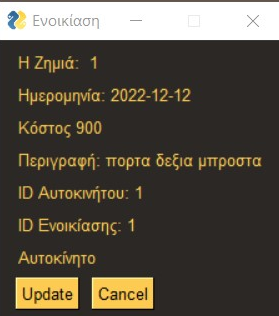 Ενοικίαση
Η Ζημιά: 1
Ημερομηνία: 2022-12-12
Κόστος 900
Περιγραφή: πορτα δεξια μπροστα
ID Αυτοκινήτου: 1
ID Ενοικίασης: 1
Αυτοκίνητο
Update Cancel